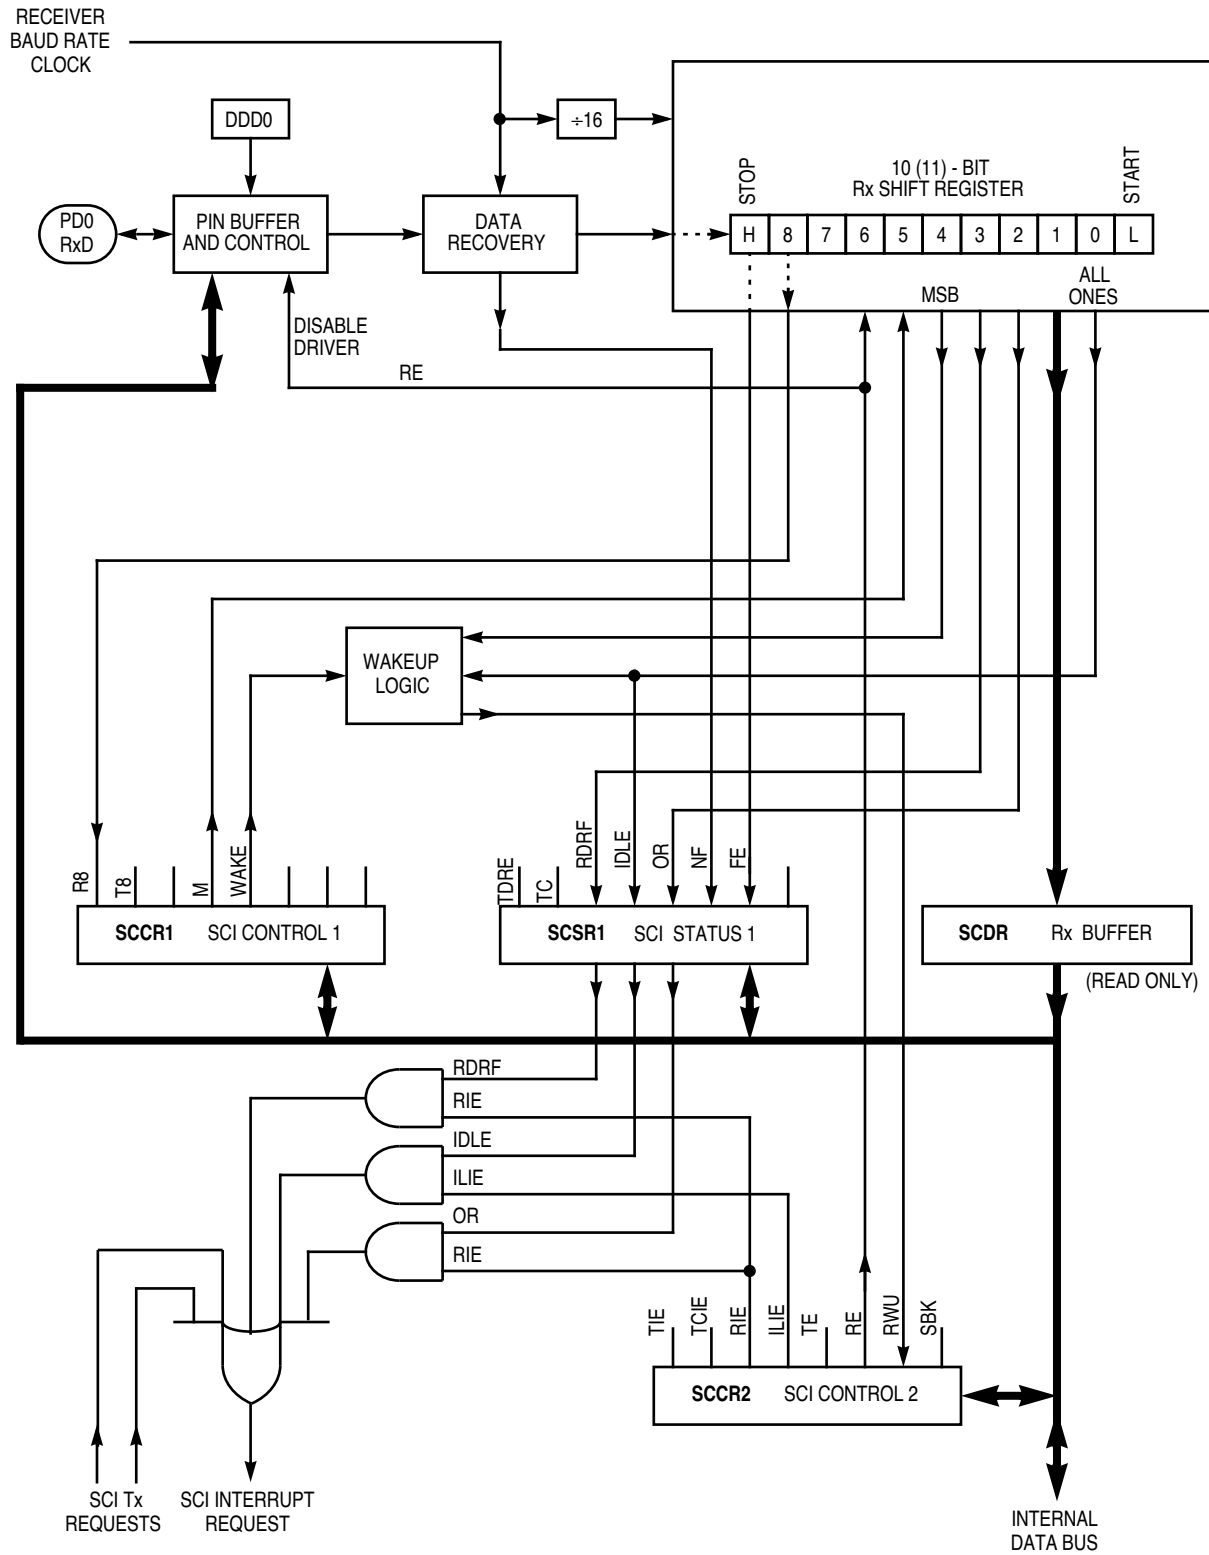 RECEIVER
BAUD RATE
CLOCK
DDD0
÷16
10 (11) - BIT
Rx SHIFT REGISTER
STOP
START
PD0
RxD
PIN BUFFER
AND CONTROL
DATA
RECOVERY
H 8 7 6 5 4 3 2 1 0 L
MSB
ALL
ONES
DISABLE
DRIVER
RE
WAKEUP
LOGIC
R8
T8
M
WAKE
TDRE
TC
RDRF
IDLE
OR
NF
FE
SCCR1 SCI CONTROL 1
SCSR1 SCI STATUS 1
SCDR Rx BUFFER
(READ ONLY)
RDRF
RIE
IDLE
ILIE
OR
RIE
TIE
TCIE
RIE
ILIE
TE
RE
RWU
SBK
SCCR2 SCI CONTROL 2
SCI Tx
REQUESTS
SCI INTERRUPT
REQUEST
INTERNAL
DATA BUS